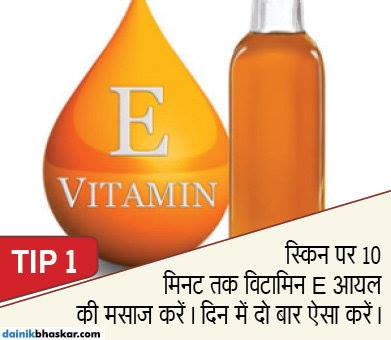 E
VITAMIN
TIP 1
स्किन पर 10
मिनट तक विटामिन E आयल
की मसाज करें। दिन में दो बार ऐसा करें।
dainikbhaskar.com